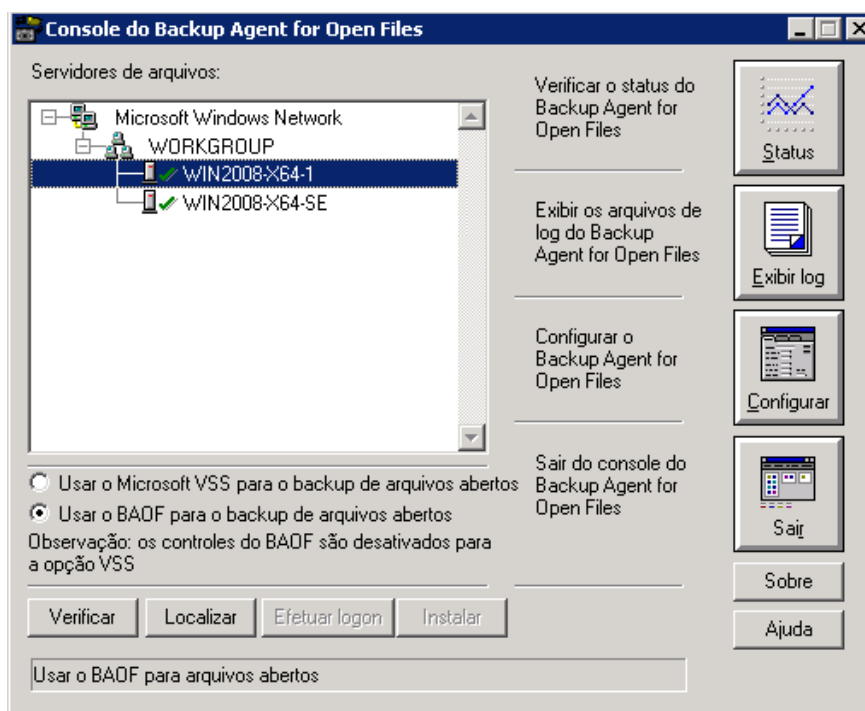 Console do Backup Agent for Open Files
Servidores de arquivos:
Microsoft Windows Network
WORKGROUP
WIN2008-X64-1
WIN2008-X64-SE
Usar o Microsoft VSS para o backup de arquivos abertos
Usar o BAOF para o backup de arquivos abertos
Observação: os controles do BAOF são desativados para
a opção VSS
Verificar
Localizar
Efetuar logon
Instalar
Usar o BAOF para arquivos abertos
Verificar o status do
Backup Agent for
Open Files
Status
Exibir os arquivos de
log do Backup
Agent for Open Files
Exibir log
Configurar o
Backup Agent for
Open Files
Configurar
Sair do console do
Backup Agent for
Open Files
Sair
Sobre
Ajuda